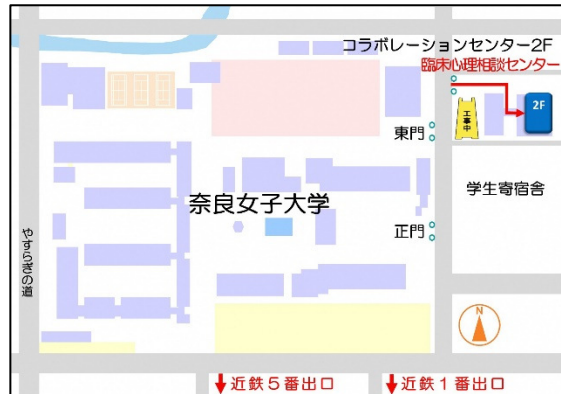 コラボレーションセンター2F
臨床心理相談センター
2F
工事中
東門
奈良女子大学
学生寄宿舎
正門
やすらぎの道
N
近鉄5番出口
近鉄1番出口